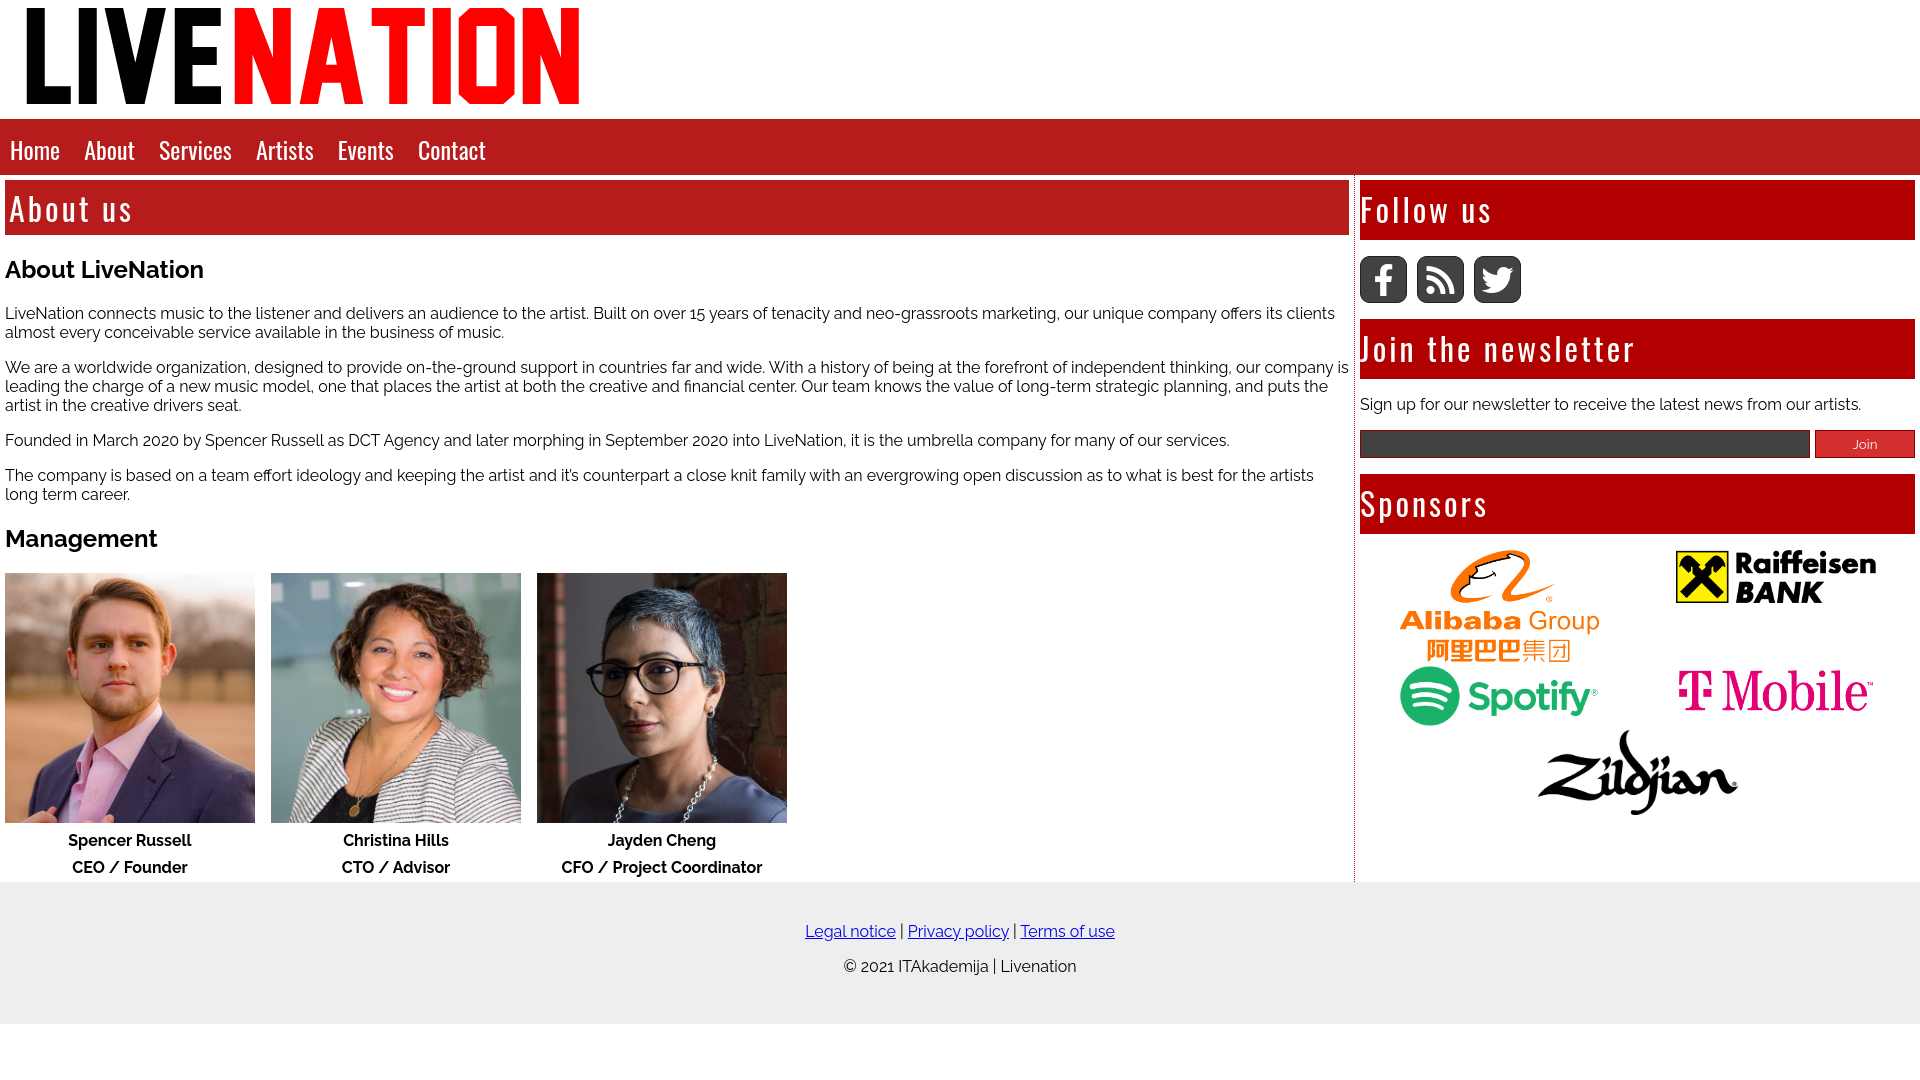 LIVENATION
Home
About
Services
Artists
Events
Contact
About us
About LiveNation
LiveNation connects music to the listener and delivers an audience to the artist. Built on over 15 years of tenacity and neo-grassroots marketing, our unique company offers its clients
almost every conceivable service available in the business of music.
We are a worldwide organization, designed to provide on-the-ground support in countries far and wide. With a history of being at the forefront of independent thinking, our company is
leading the charge of a new music model, one that places the artist at both the creative and financial center. Our team knows the value of long-term strategic planning, and puts the
artist in the creative drivers seat.
Founded in March 2020 by Spencer Russell as DCT Agency and later morphing in September 2020 into LiveNation, it is the umbrella company for many of our services.
The company is based on a team effort ideology and keeping the artist and it's counterpart a close knit family with an evergrowing open discussion as to what is best for the artists
long term career.
Management
Spencer Russell
CEO / Founder
Christina Hills
CTO / Advisor
Jayden Cheng
CFO / Project Coordinator
Follow us
Join the newsletter
Sign up for our newsletter to receive the latest news from our artists.
Join
Sponsors
Alibaba Group
阿里巴巴集团
Raiffeisen
BANK
Spotify®
T Mobile™
Zildjian
Legal notice | Privacy policy | Terms of use
© 2021 ITAkademija | Livenation